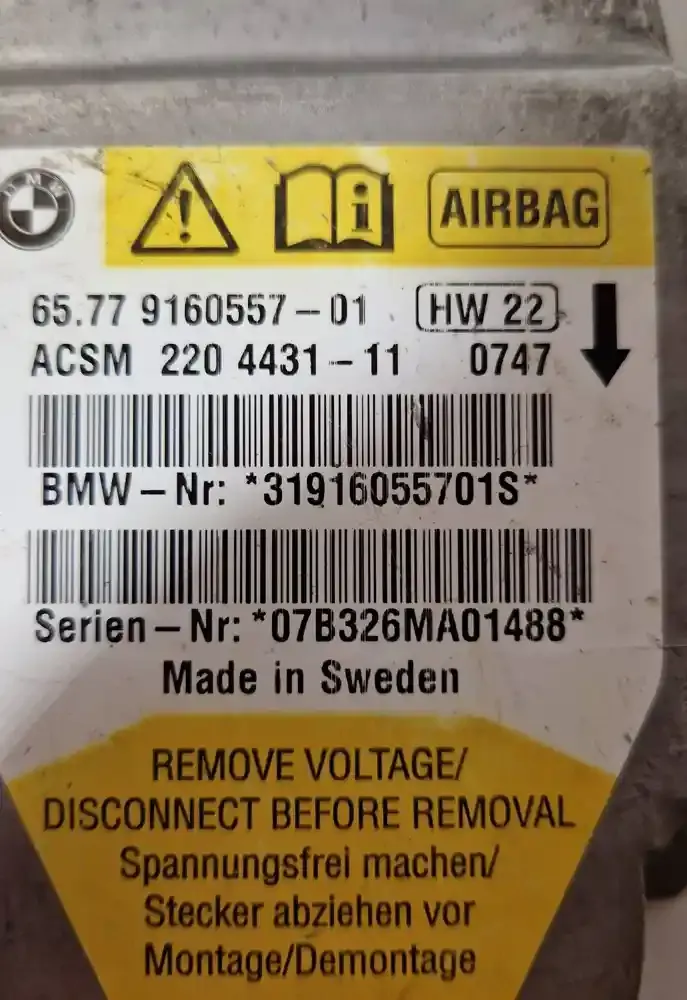 BMW
AIRBAG
65.77 9160557-01 HW 22
ACSM 220 4431-11 0747
BMW-Nr: *31916055701S*
Serien-Nr: *07B326MA01488*
Made in Sweden
REMOVE VOLTAGE/
DISCONNECT BEFORE REMOVAL
Spannungsfrei machen/
Stecker abziehen vor
Montage/Demontage